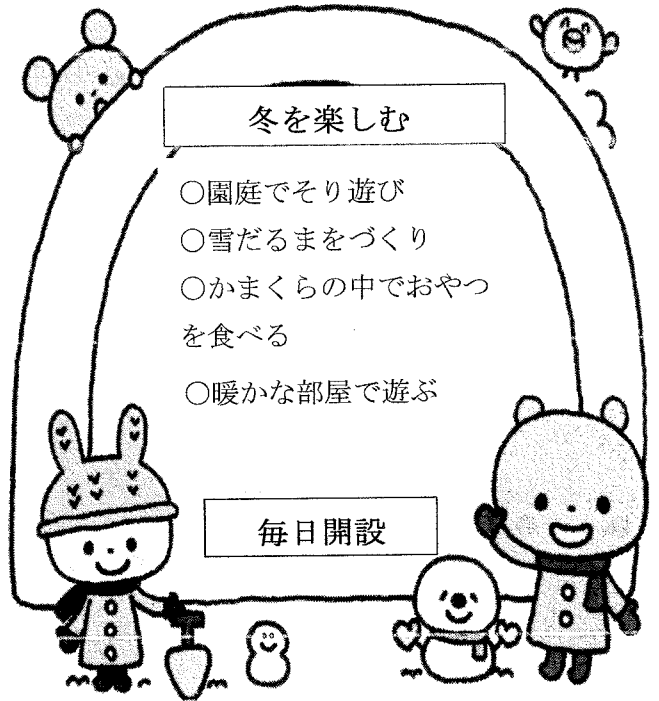 冬を楽しむ
○園庭でそり遊び
○雪だるまをづくり
○かまくらの中でおやつ
を食べる
○暖かな部屋で遊ぶ
毎日開設